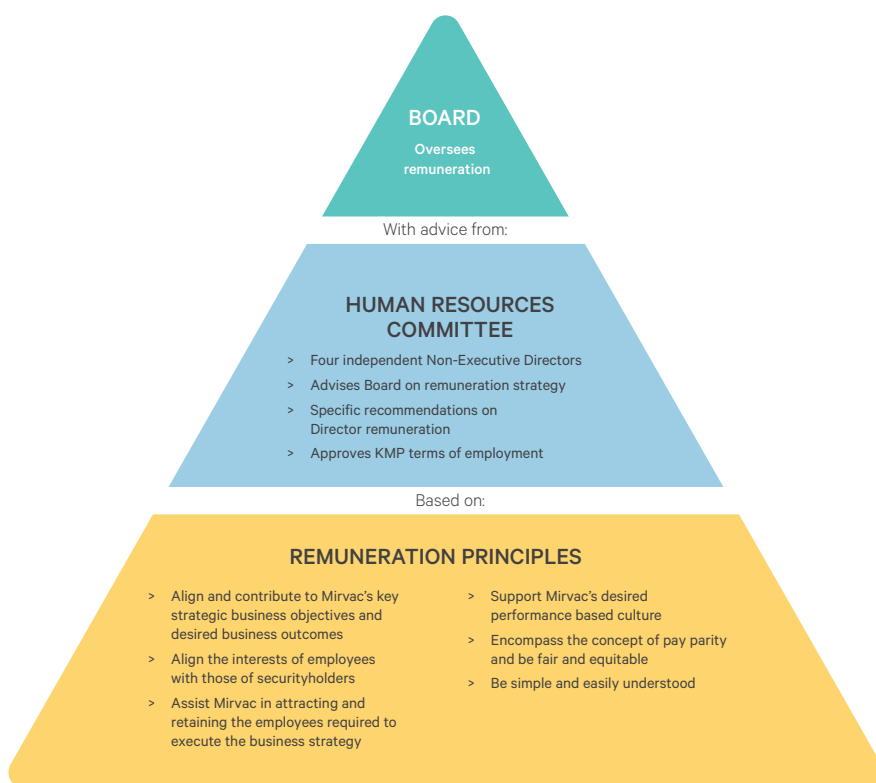 BOARD
Oversees
remuneration
With advice from:
HUMAN RESOURCES
COMMITTEE
> Four independent Non-Executive Directors
> Advises Board on remuneration strategy
> Specific recommendations on
Director remuneration
> Approves KMP terms of employment
Based on:
REMUNERATION PRINCIPLES
> Align and contribute to Mirvac’s key
strategic business objectives and
desired business outcomes
> Align the interests of employees
with those of securityholders
> Assist Mirvac in attracting and
retaining the employees required to
execute the business strategy
> Support Mirvac’s desired
performance based culture
> Encompass the concept of pay parity
and be fair and equitable
> Be simple and easily understood